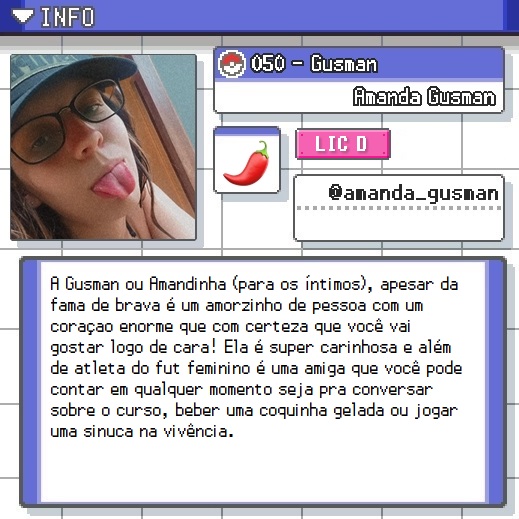 INFO
050 - Gusman
Amanda Gusman
LIC D
@amanda_gusman
A Gusman ou Amandinha (para os íntimos), apesar da
fama de brava é um amorzinho de pessoa com um
coraçao enorme que com certeza que você vai
gostar logo de cara! Ela é super carinhosa e além
de atleta do fut feminino é uma amiga que você pode
contar em qualquer momento seja pra conversar
sobre o curso, beber uma coquinha gelada ou jogar
uma sinuca na vivência.